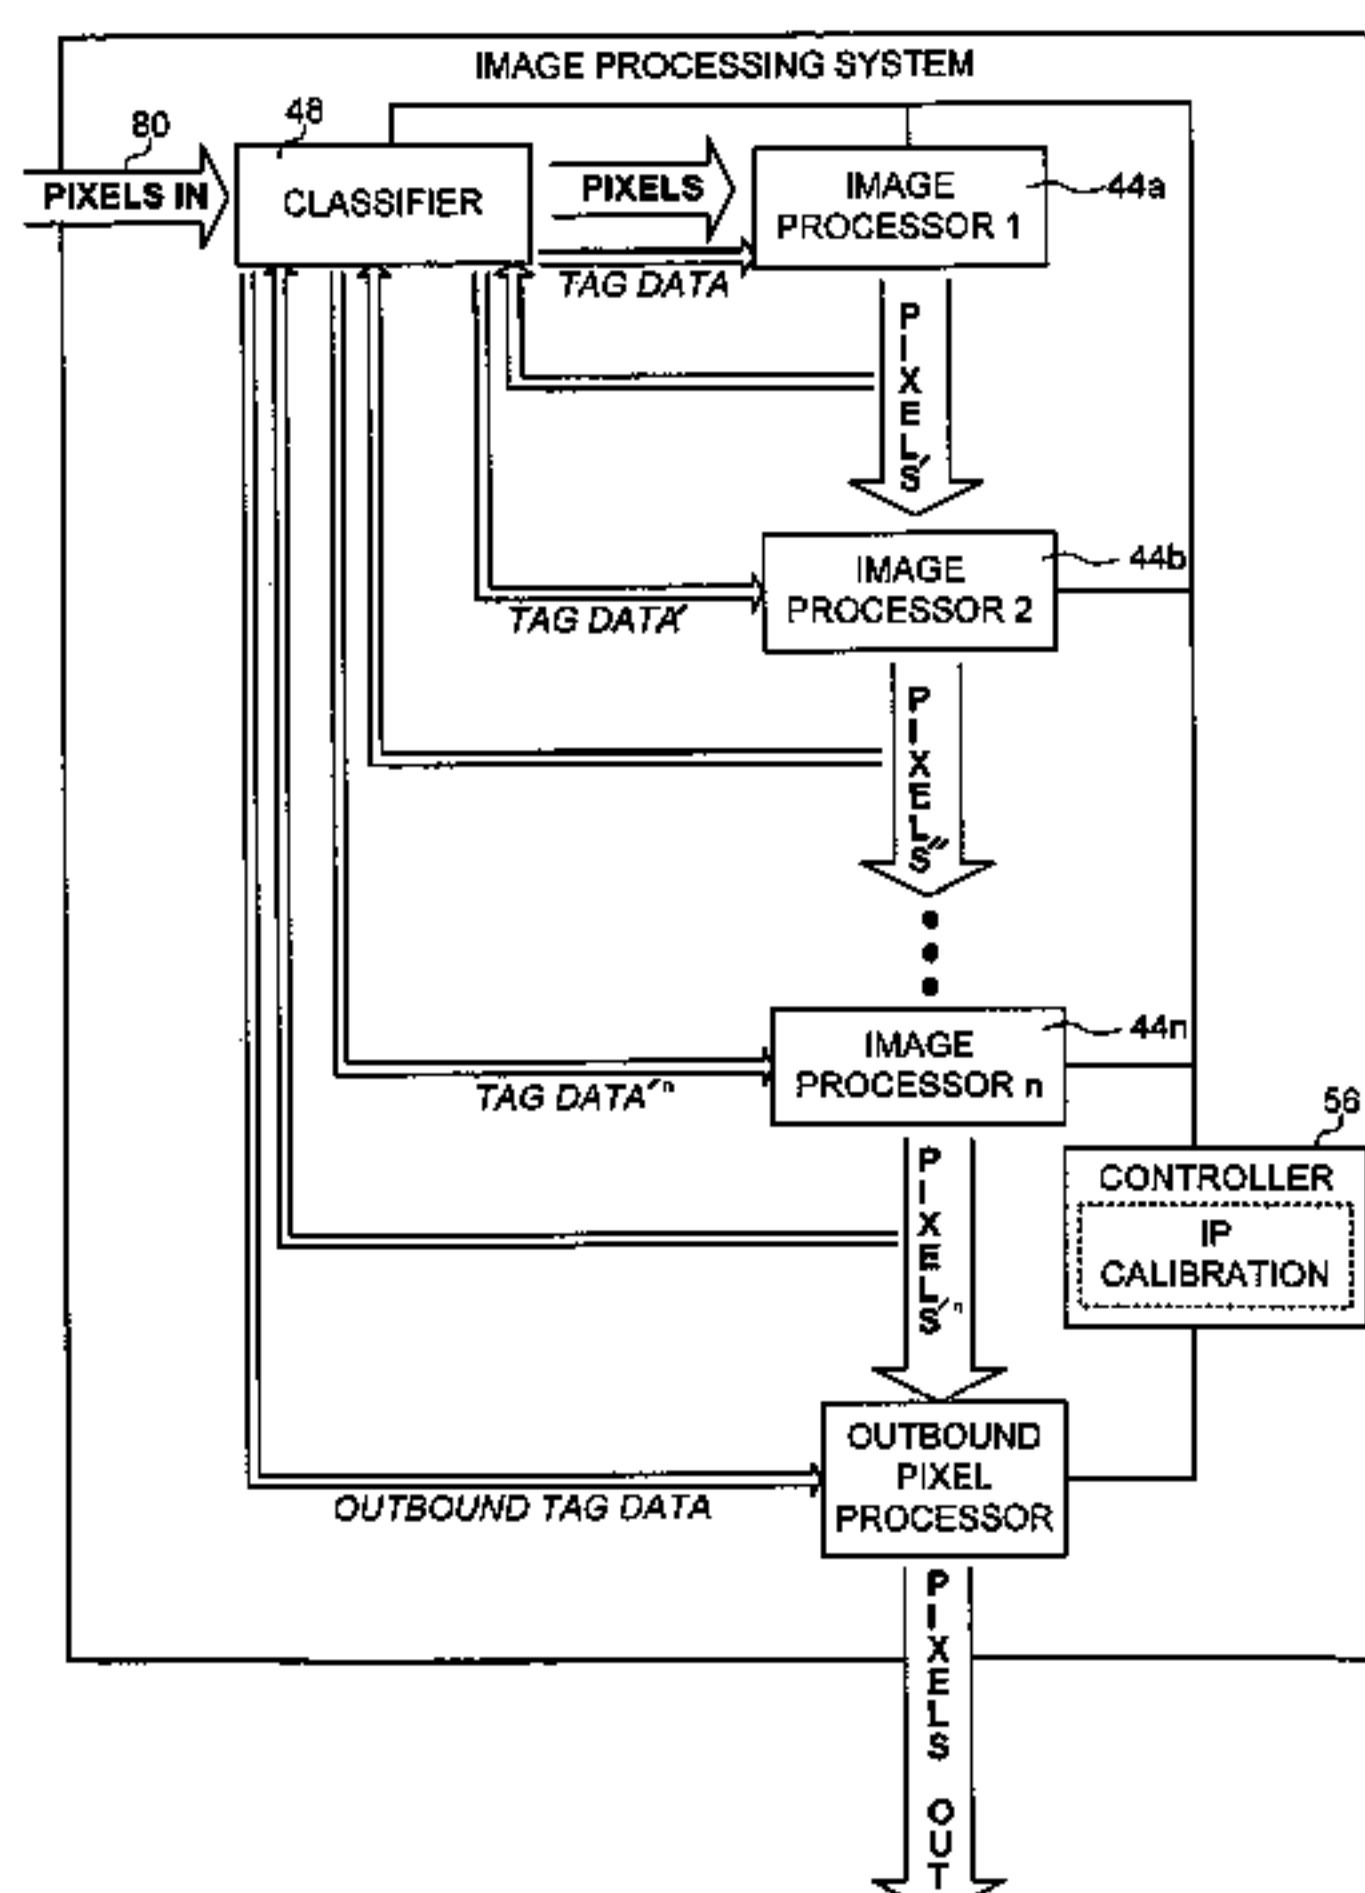 IMAGE PROCESSING SYSTEM
80
48
PIXELS IN
CLASSIFIER
PIXELS
IMAGE
PROCESSOR 1
44a
TAG DATA
PIXELS′
IMAGE
PROCESSOR 2
44b
TAG DATA′
PIXELS″
IMAGE
PROCESSOR n
44n
TAG DATA′ⁿ
56
CONTROLLER
IP
CALIBRATION
PIXELS′ⁿ
OUTBOUND
PIXEL
PROCESSOR
OUTBOUND TAG DATA
PIXELS OUT